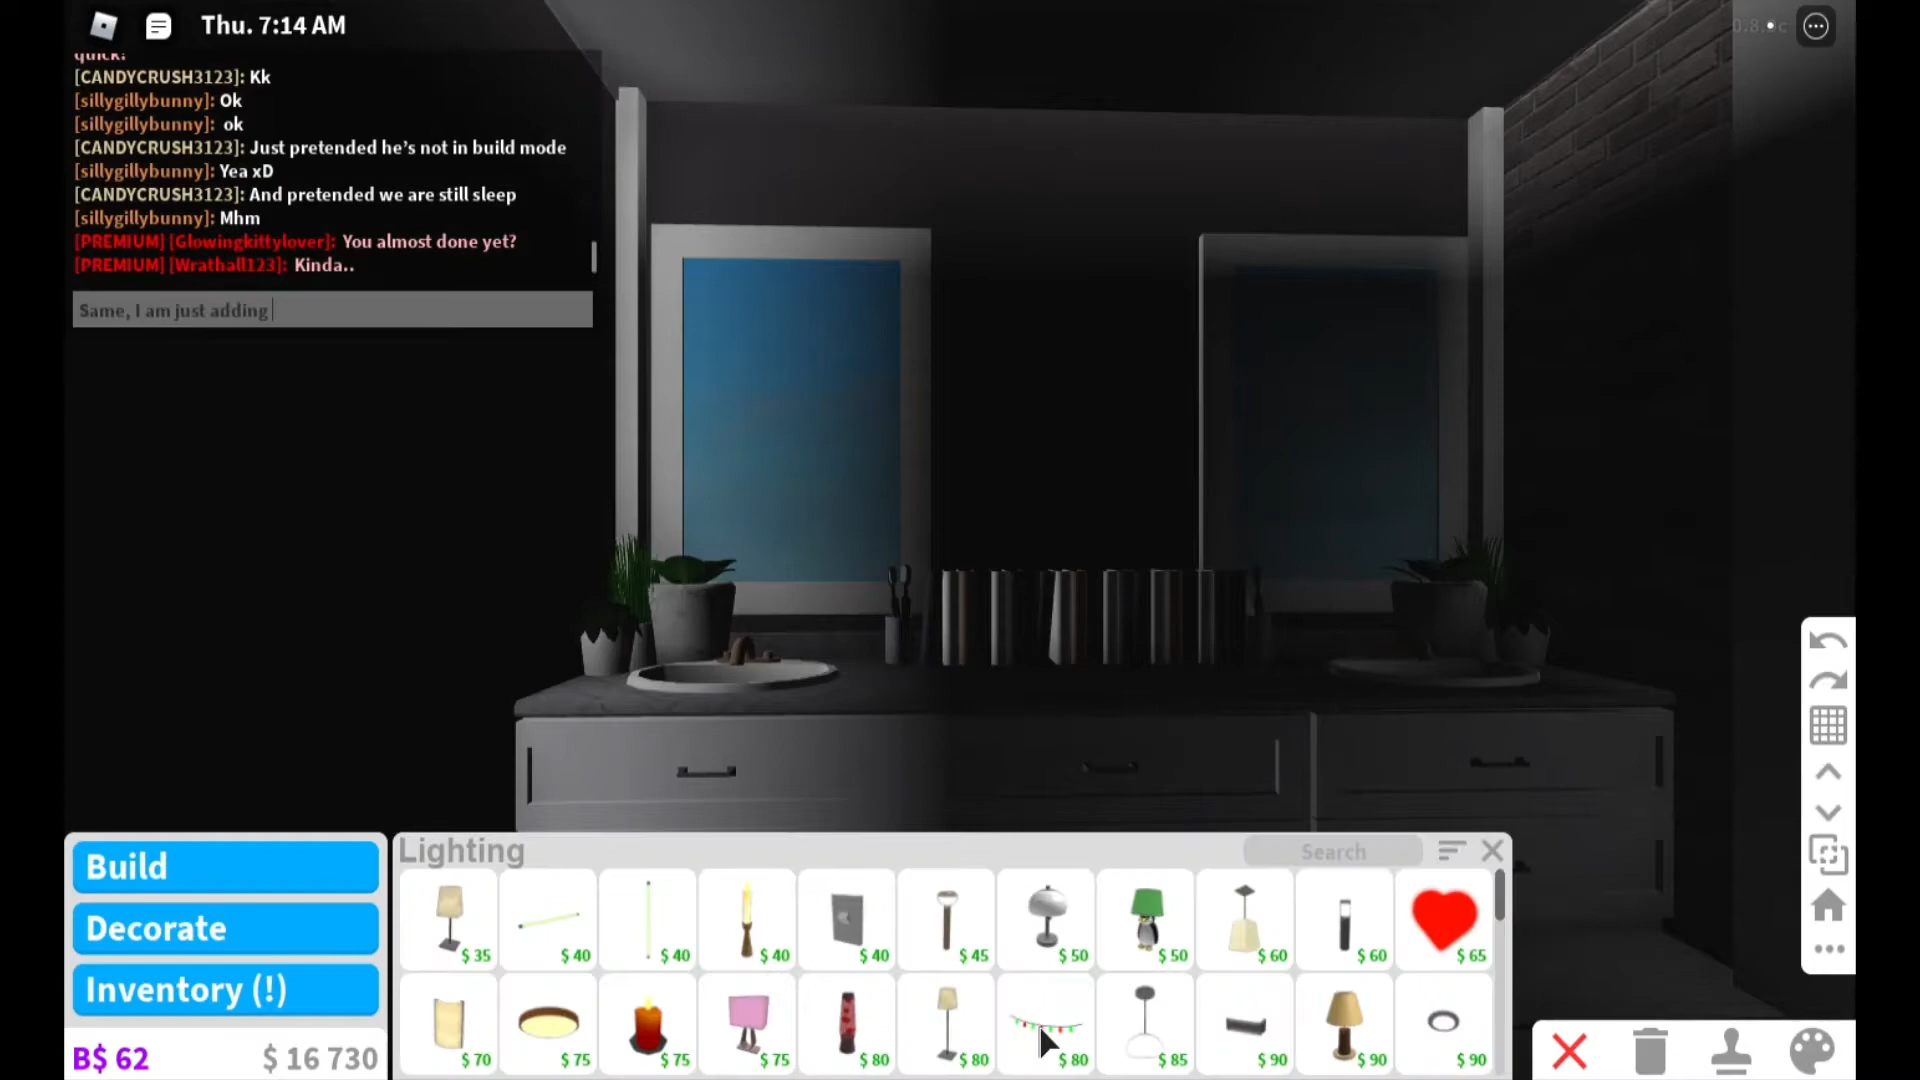 Thu. 7:14 AM
quick!
[CANDYCRUSH3123]: Kk
[sillygillybunny]: Ok
[sillygillybunny]: ok
[CANDYCRUSH3123]: Just pretended he's not in build mode
[sillygillybunny]: Yea xD
[CANDYCRUSH3123]: And pretended we are still sleep
[sillygillybunny]: Mhm
[PREMIUM] [Glowingkittylover]: You almost done yet?
[PREMIUM] [Wrathall123]: Kinda..
Same, I am just adding
Build
Decorate
Inventory (!)
B$ 62 $ 16 730
Lighting Search
$ 35 $ 40 $ 40 $ 40 $ 40 $ 45 $ 50 $ 50 $ 60 $ 60 $ 65
$ 70 $ 75 $ 75 $ 75 $ 80 $ 80 $ 80 $ 85 $ 90 $ 90 $ 90